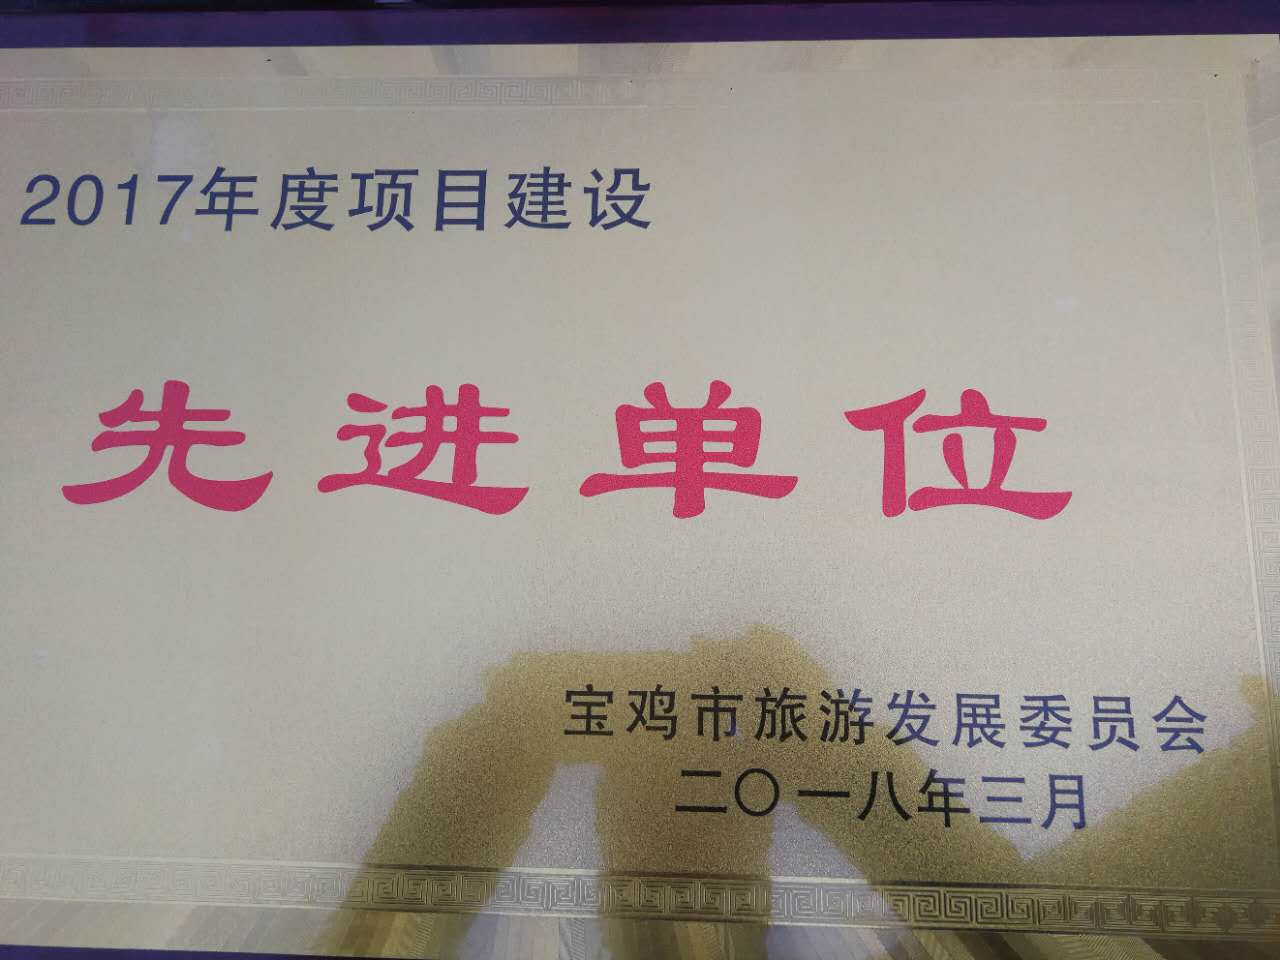 2017年度项目建设
先进单位
宝鸡市旅游发展委员会
二〇一八年三月